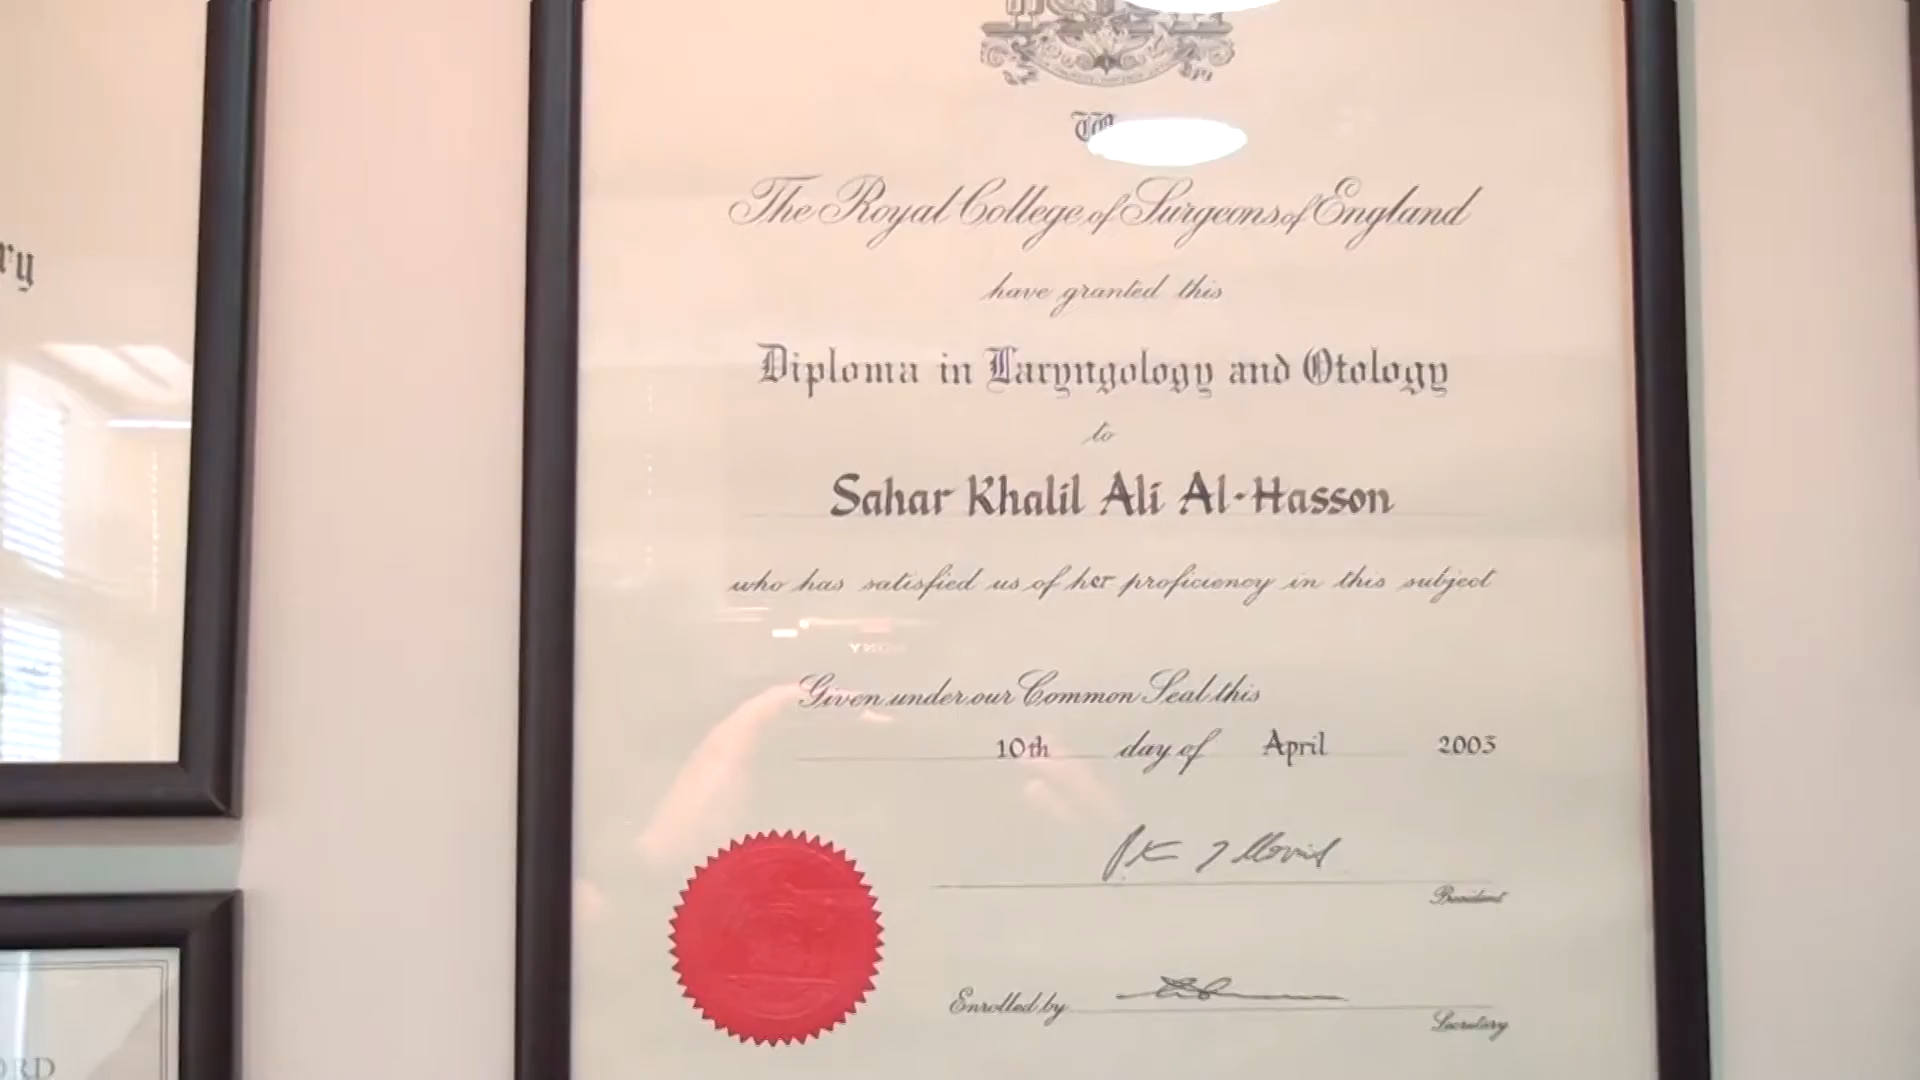 The Royal College of Surgeons of England
have granted this
Diploma in Laryngology and Otology
to
Sahar Khalil Ali Al-Hasson
who has satisfied us of her proficiency in this subject
Given under our Common Seal this
10th day of April 2003
President
Enrolled by
Secretary
ry
ORD